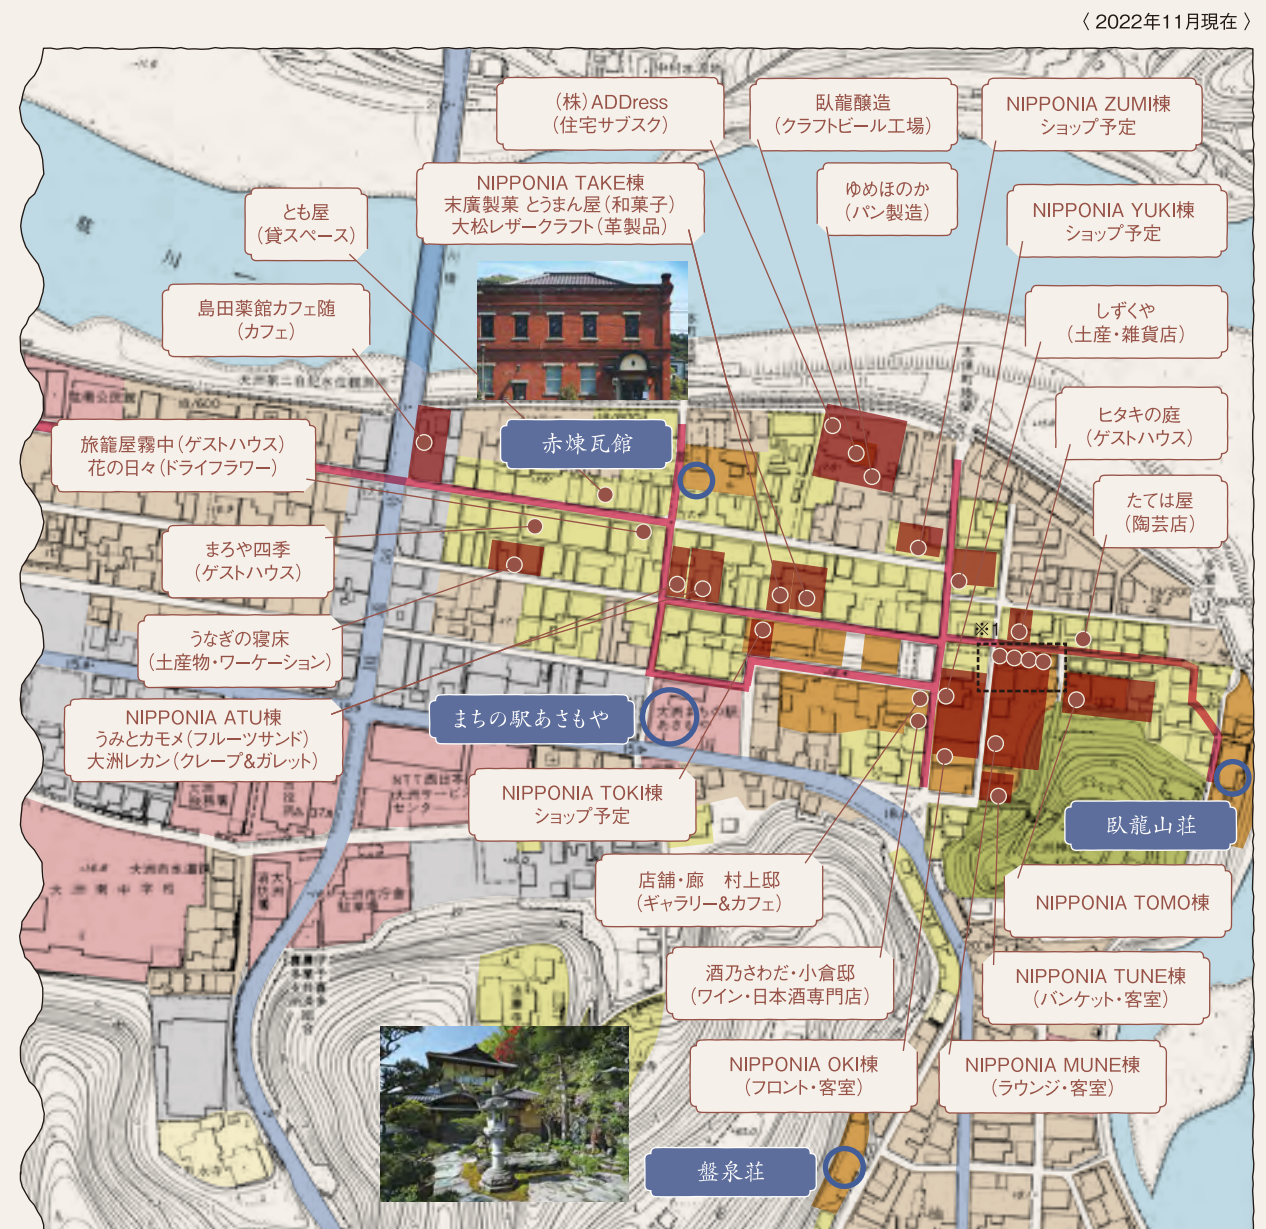 〈 2022年11月現在 〉
(株)ADDress
(住宅サブスク)
臥龍醸造
(クラフトビール工場)
NIPPONIA ZUMI棟
ショップ予定
NIPPONIA TAKE棟
末廣製菓 とうまん屋(和菓子)
大松レザークラフト(革製品)
ゆめほのか
(パン製造)
とも屋
(貸スペース)
NIPPONIA YUKI棟
ショップ予定
島田薬館カフェ随
(カフェ)
しずくや
(土産・雑貨店)
ヒタキの庭
(ゲストハウス)
旅籠屋霧中(ゲストハウス)
花の日々(ドライフラワー)
赤煉瓦館
たては屋
(陶芸店)
まろや四季
(ゲストハウス)
うなぎの寝床
(土産物・ワーケーション)
※1
NIPPONIA ATU棟
うみとカモメ(フルーツサンド)
大洲レカン(クレープ&ガレット)
まちの駅あさもや
NIPPONIA TOKI棟
ショップ予定
臥龍山荘
店舗・廊 村上邸
(ギャラリー&カフェ)
NIPPONIA TOMO棟
酒乃さわだ・小倉邸
(ワイン・日本酒専門店)
NIPPONIA TUNE棟
(バンケット・客室)
NIPPONIA OKI棟
(フロント・客室)
NIPPONIA MUNE棟
(ラウンジ・客室)
盤泉荘